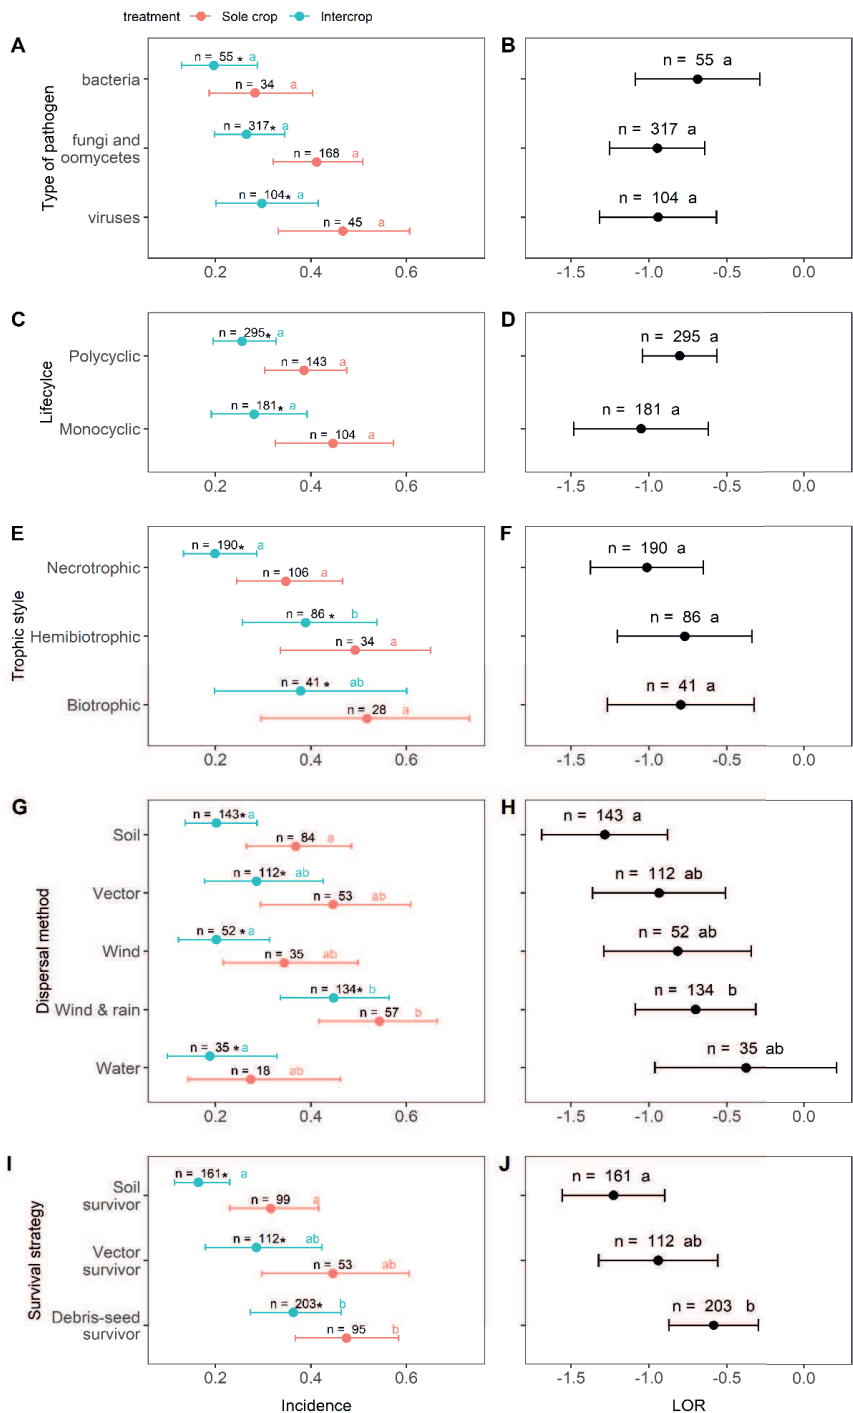 treatment Sole crop Intercrop
A
B
Type of pathogen
bacteria
n = 55 * a
n = 34 a
n = 55 a
fungi and
oomycetes
n = 317* a
n = 168 a
n = 317 a
viruses
n = 104* a
n = 45 a
n = 104 a
0.2 0.4 0.6
-1.5 -1.0 -0.5 0.0
C
D
Lifecylce
Polycyclic
n = 295* a
n = 143 a
n = 295 a
Monocyclic
n = 181* a
n = 104 a
n = 181 a
0.2 0.4 0.6
-1.5 -1.0 -0.5 0.0
E
F
Trophic style
Necrotrophic
n = 190* a
n = 106 a
n = 190 a
Hemibiotrophic
n = 86 * b
n = 34 a
n = 86 a
Biotrophic
n = 41 * ab
n = 28 a
n = 41 a
0.2 0.4 0.6
-1.5 -1.0 -0.5 0.0
G
H
Dispersal method
Soil
n = 143* a
n = 84 a
n = 143 a
Vector
n = 112* ab
n = 53 ab
n = 112 ab
Wind
n = 52 * a
n = 35 ab
n = 52 ab
Wind & rain
n = 134* b
n = 57 b
n = 134 b
Water
n = 35 * a
n = 18 ab
n = 35 ab
0.2 0.4 0.6
-1.5 -1.0 -0.5 0.0
I
J
Survival strategy
Soil
survivor
n = 161* a
n = 99 a
n = 161 a
Vector
survivor
n = 112* ab
n = 53 ab
n = 112 ab
Debris-seed
survivor
n = 203* b
n = 95 b
n = 203 b
0.2 0.4 0.6
-1.5 -1.0 -0.5 0.0
Incidence
LOR